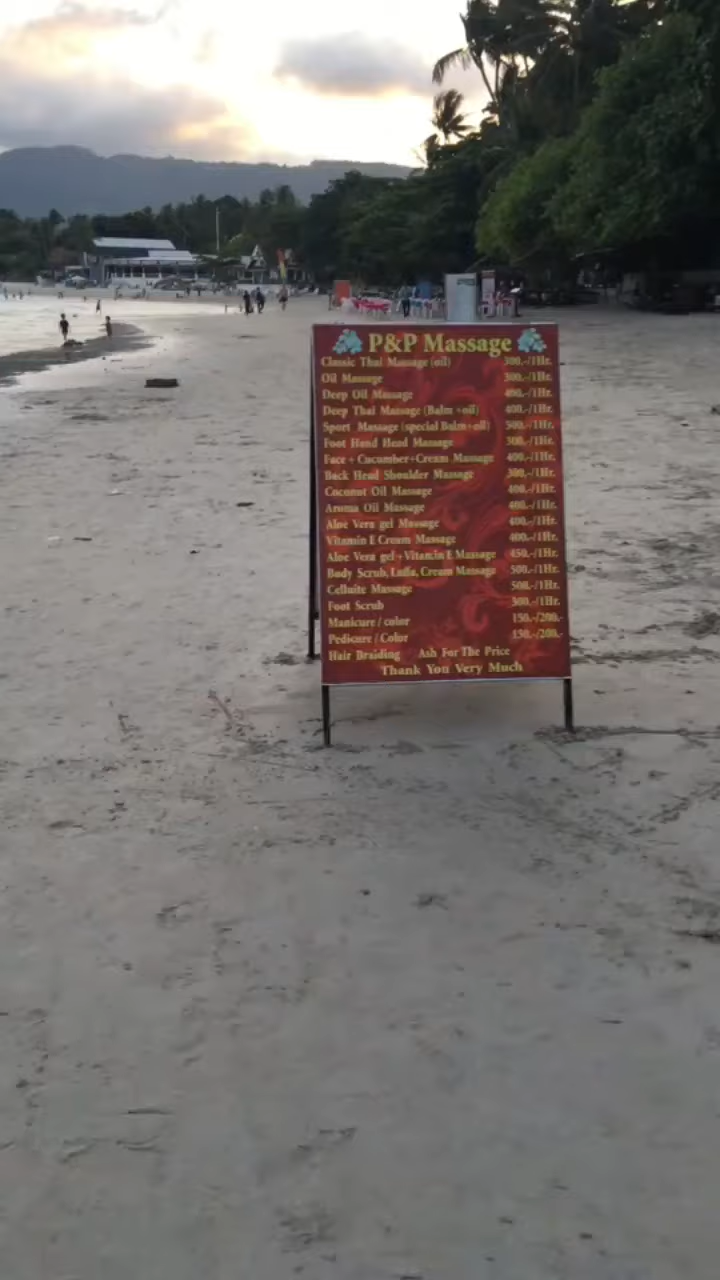 P&P Massage
Classic Thai Massage (oil) 300.-/1Hr.
Oil Massage 300.-/1Hr.
Deep Oil Massage 400.-/1Hr.
Deep Thai Massage (Balm +oil) 400.-/1Hr.
Sport Massage (special Balm+oil) 500.-/1Hr.
Foot Hand Head Massage 300.-/1Hr.
Face + Cucumber+Cream Massage 400.-/1Hr.
Back Head Shoulder Massage 300.-/1Hr.
Coconut Oil Massage 400.-/1Hr.
Aroma Oil Massage 400.-/1Hr.
Aloe Vera gel Massage 400.-/1Hr.
Vitamin E Cream Massage 400.-/1Hr.
Aloe Vera gel +Vitamin E Massage 450.-/1Hr.
Body Scrub, Luffa, Cream Massage 500.-/1Hr.
Cellulite Massage 500.-/1Hr.
Foot Scrub 300.-/1Hr.
Manicure / color 150.-/200.-
Pedicure / Color 150.-/200.-
Hair Braiding Ash For The Price
Thank You Very Much